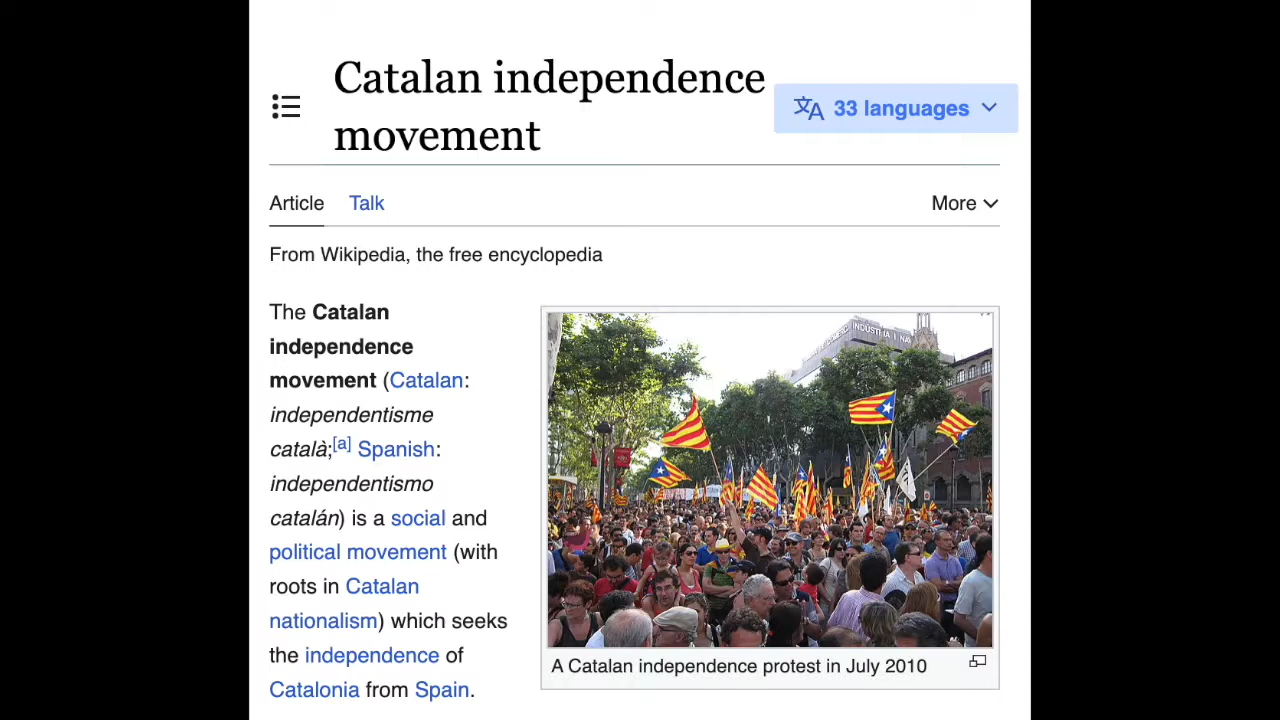 Catalan independence
movement
33 languages
Article Talk More
From Wikipedia, the free encyclopedia
The Catalan
independence
movement (Catalan:
independentisme
català;[a] Spanish:
independentismo
catalán) is a social and
political movement (with
roots in Catalan
nationalism) which seeks
the independence of
Catalonia from Spain.
INDÚSTRIA I NA
A Catalan independence protest in July 2010